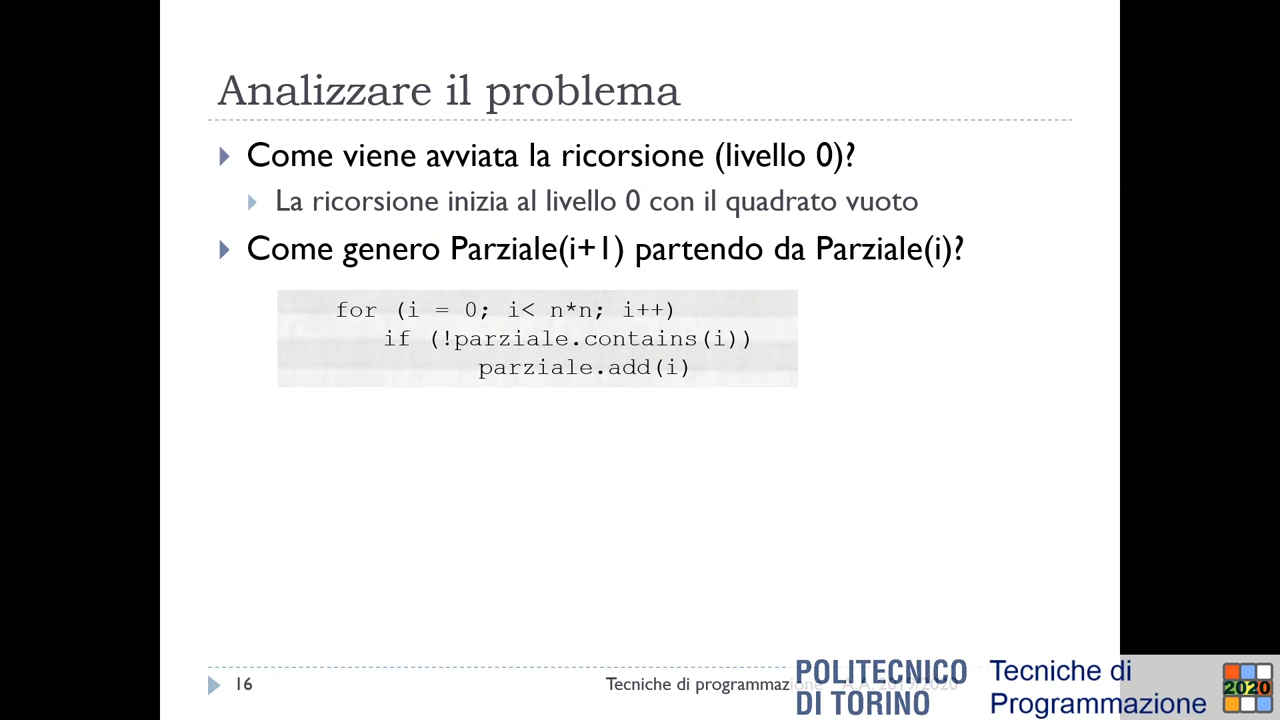 Analizzare il problema
Come viene avviata la ricorsione (livello 0)?
La ricorsione inizia al livello 0 con il quadrato vuoto
Come genero Parziale(i+1) partendo da Parziale(i)?
for (i = 0; i< n*n; i++)
if (!parziale.contains(i))
parziale.add(i)
16
Tecniche di programmazione A.A. 2019/2020
POLITECNICO
DI TORINO
Tecniche di
Programmazione
2020